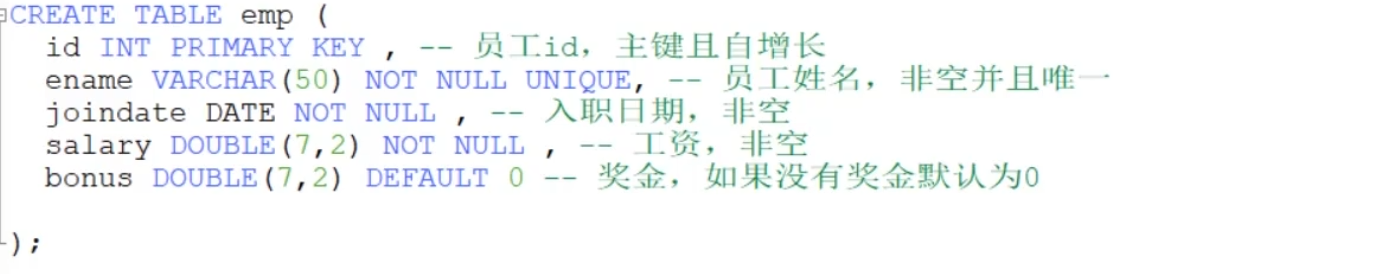 CREATE TABLE emp (
id INT PRIMARY KEY , -- 员工id，主键且自增长
ename VARCHAR(50) NOT NULL UNIQUE, -- 员工姓名，非空并且唯一
joindate DATE NOT NULL , -- 入职日期，非空
salary DOUBLE(7,2) NOT NULL , -- 工资，非空
bonus DOUBLE(7,2) DEFAULT 0 -- 奖金，如果没有奖金默认为0
);